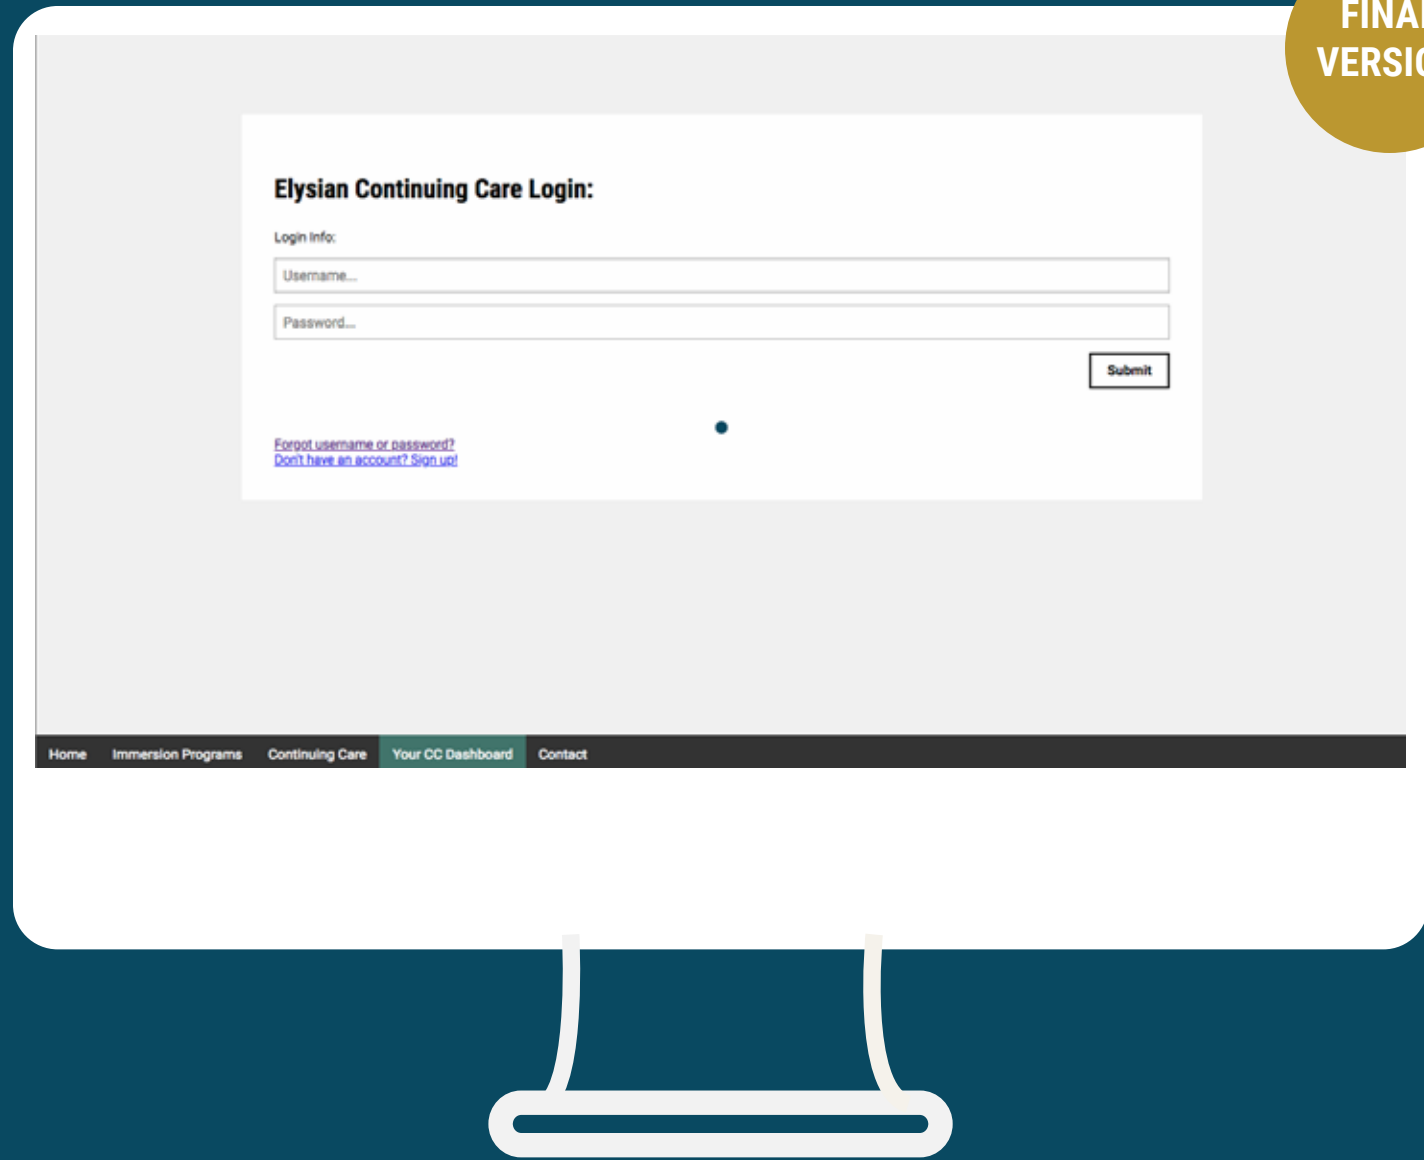 FINAL
VERSIO
Elysian Continuing Care Login:
Login Info:
Username...
Password...
Submit
Forgot username or password?
Don't have an account? Sign up!
Home Immersion Programs Continuing Care Your CC Dashboard Contact